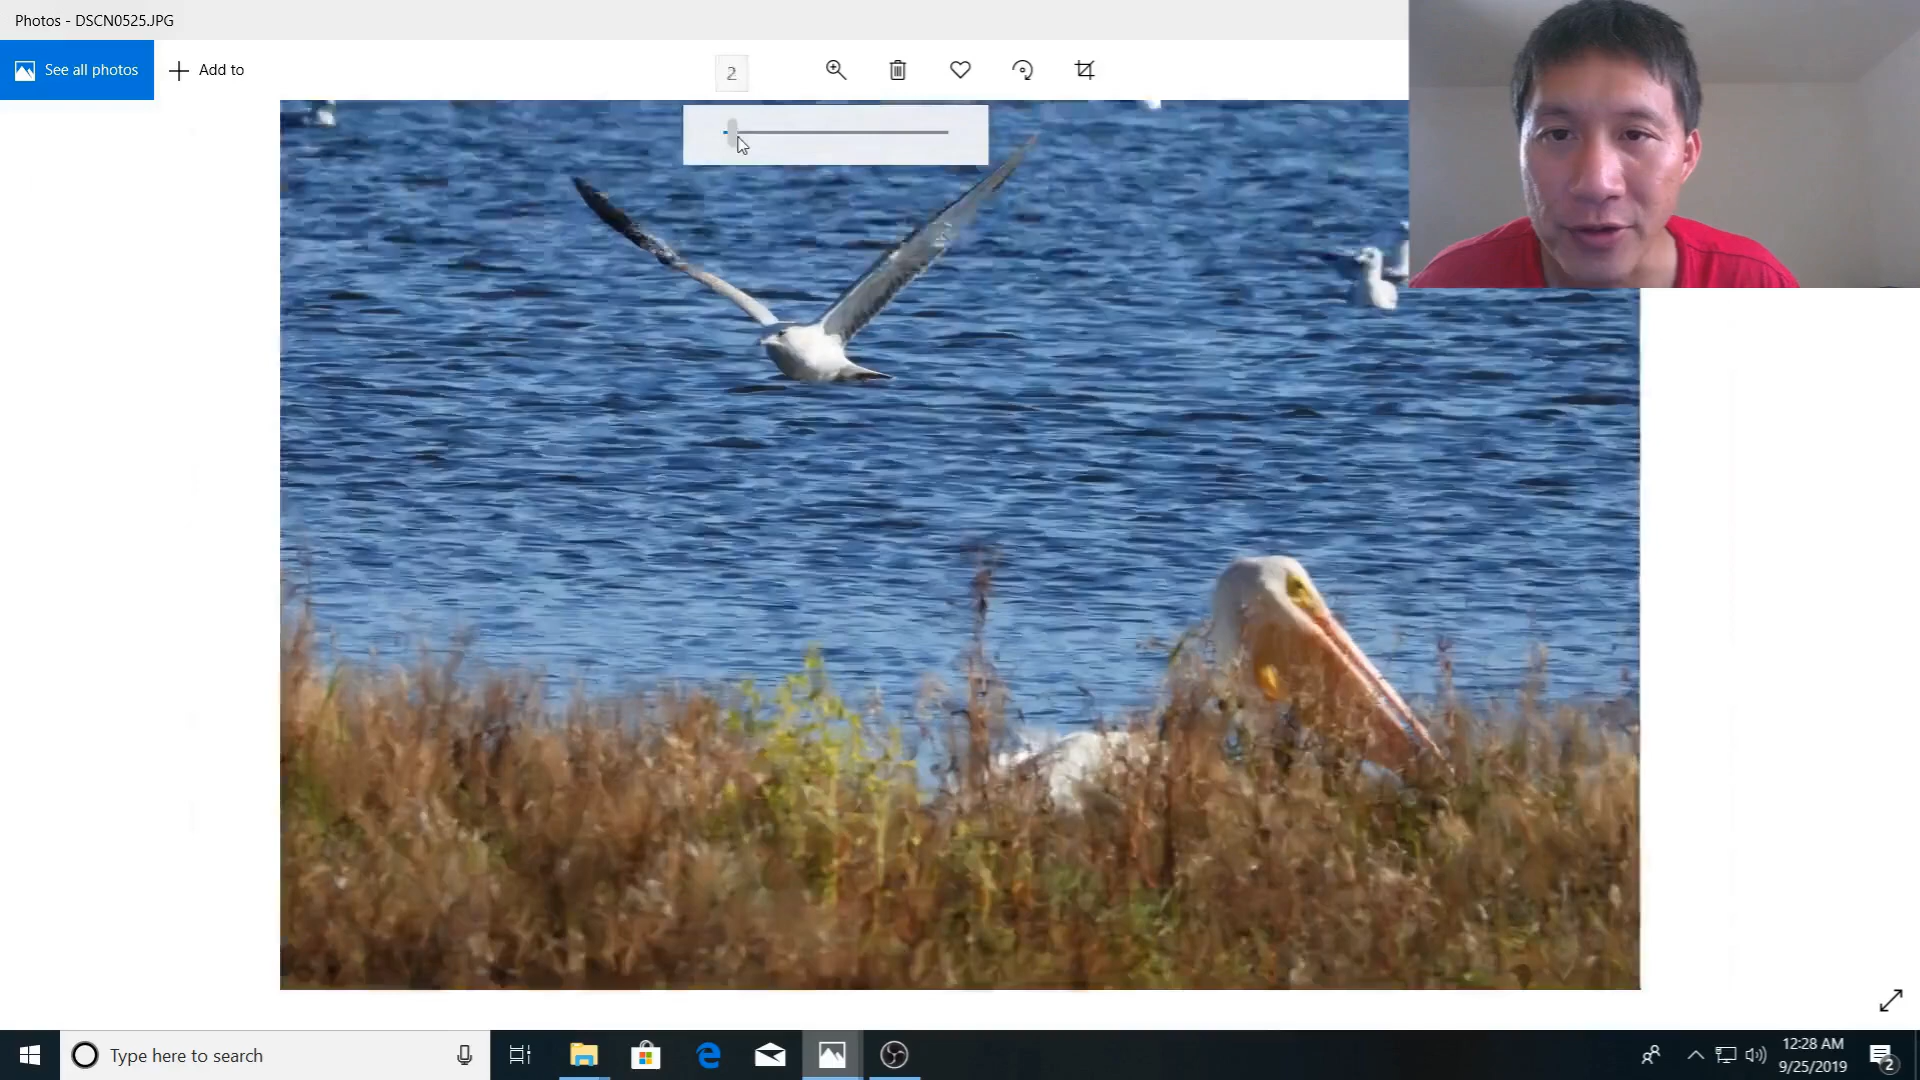 Photos - DSCN0525.JPG
See all photos
Add to
2
Type here to search
12:28 AM
9/25/2019
2